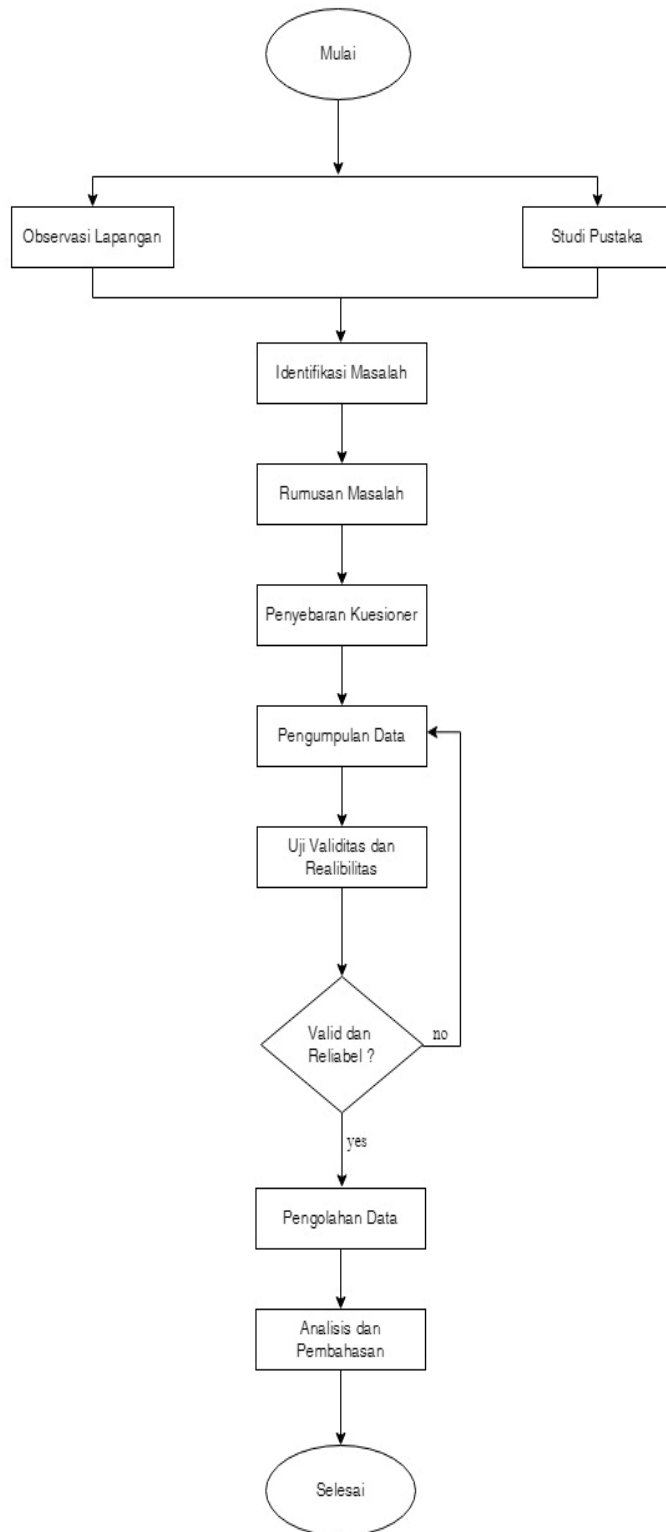 Mulai
Observasi Lapangan
Studi Pustaka
Identifikasi Masalah
Rumusan Masalah
Penyebaran Kuesioner
Pengumpulan Data
Uji Validitas dan
Realibilitas
Valid dan
Reliabel ?
no
yes
Pengolahan Data
Analisis dan
Pembahasan
Selesai